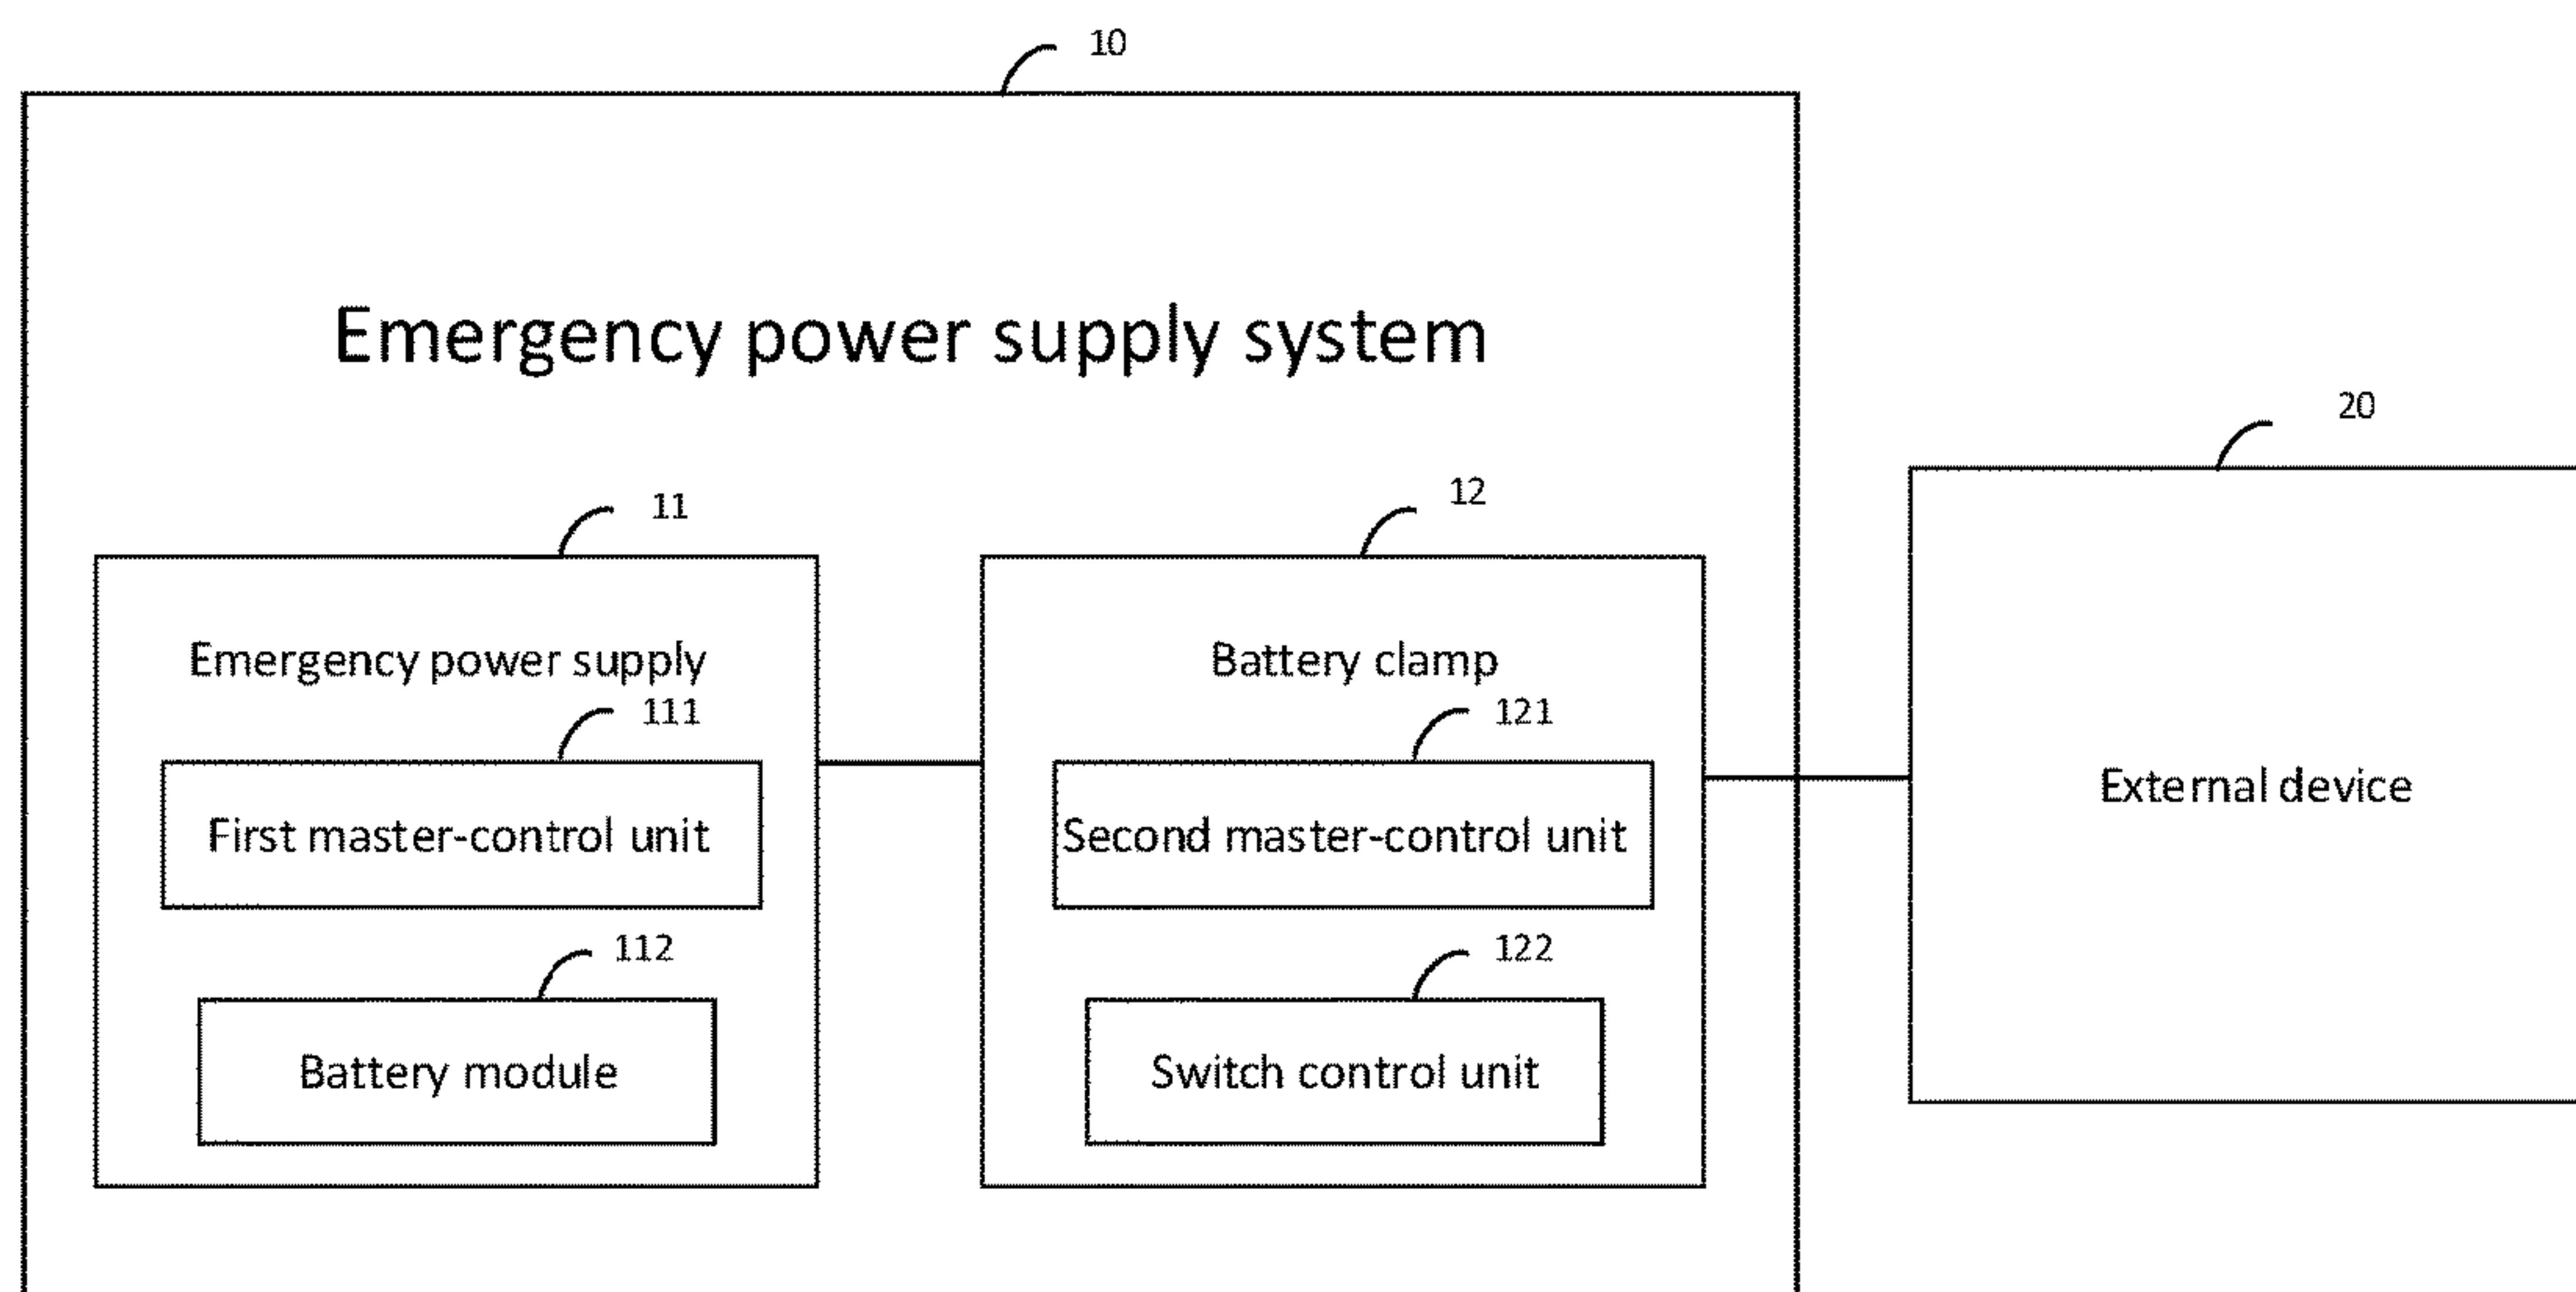 10
Emergency power supply system
20
11
12
Emergency power supply
Battery clamp
111
121
External device
First master-control unit
Second master-control unit
112
122
Battery module
Switch control unit